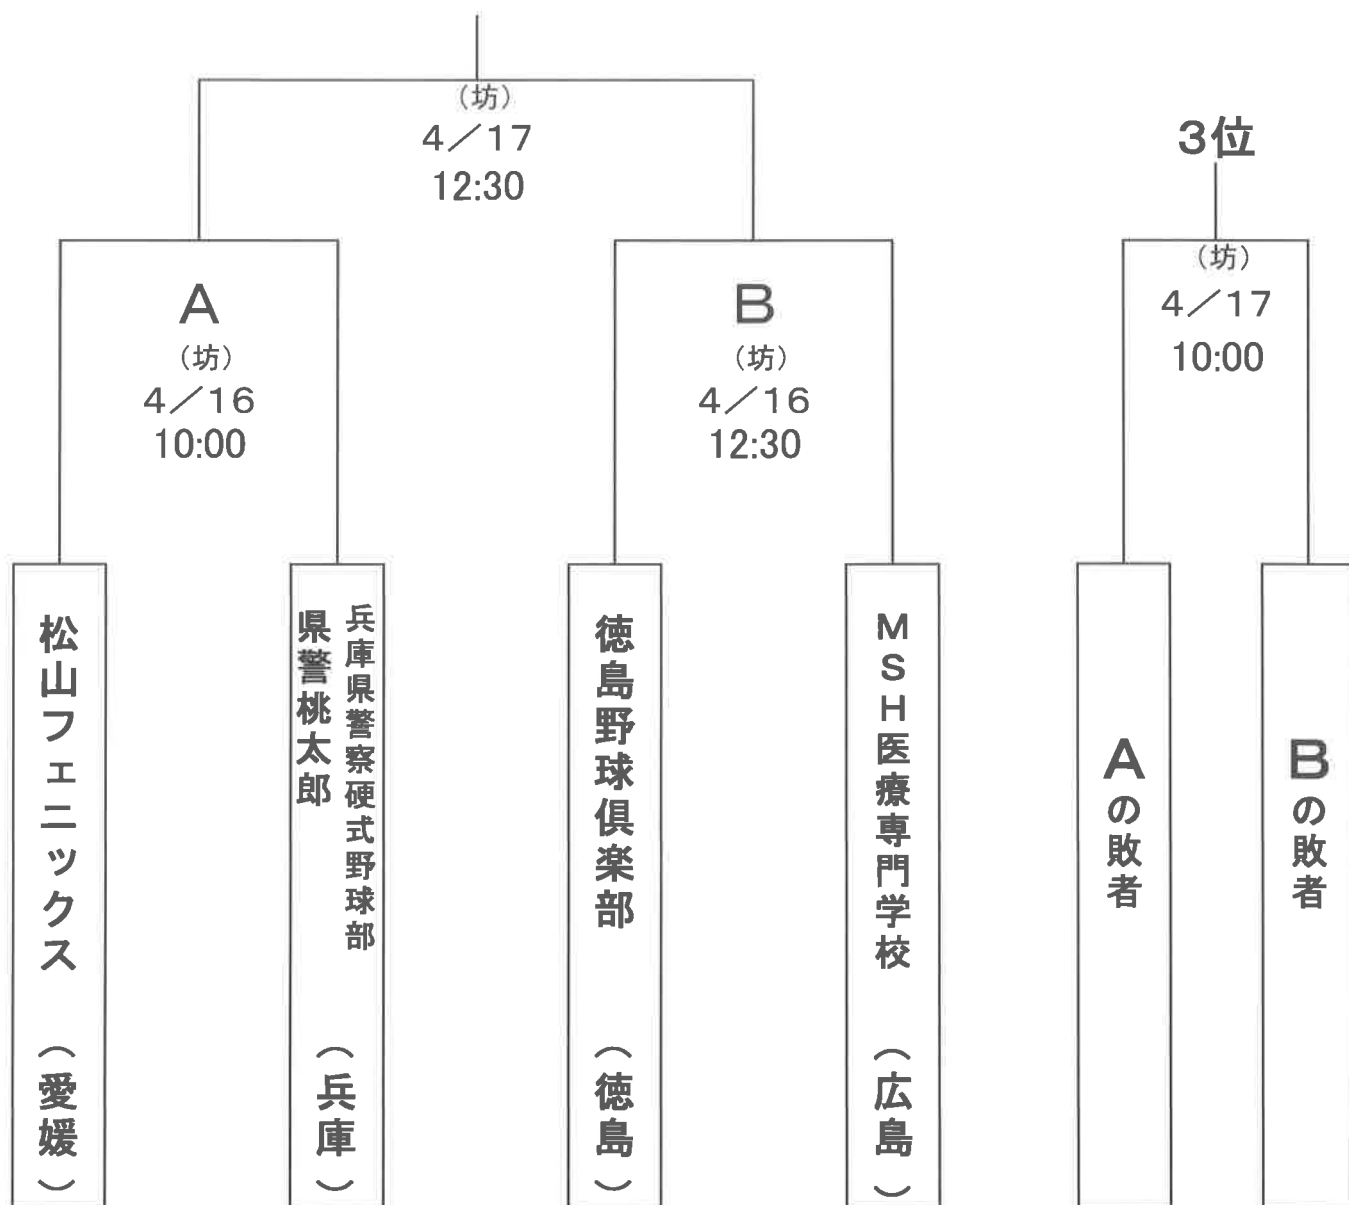 （坊）
4／17
12:30
3位
（坊）
4／17
10:00
A
（坊）
4／16
10:00
B
（坊）
4／16
12:30
松山フェニックス（愛媛）
兵庫県警察硬式野球部
県警桃太郎
（兵庫）
徳島野球倶楽部（徳島）
MSH医療専門学校（広島）
Aの敗者
Bの敗者